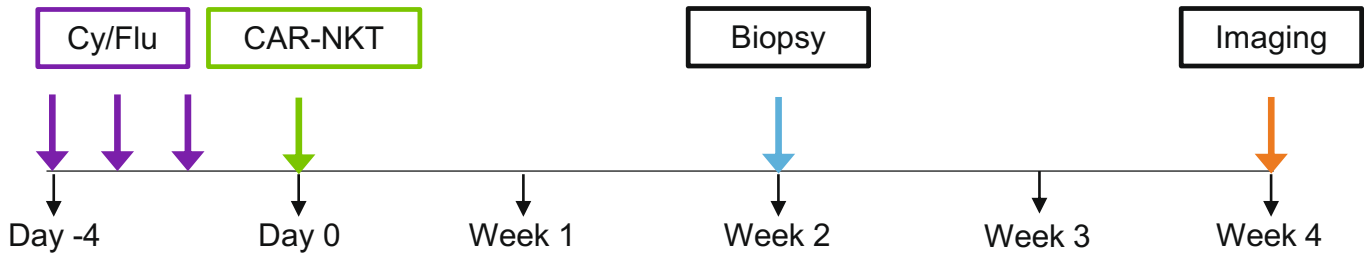 Cy/Flu
CAR-NKT
Biopsy
Imaging
Day -4
Day 0
Week 1
Week 2
Week 3
Week 4